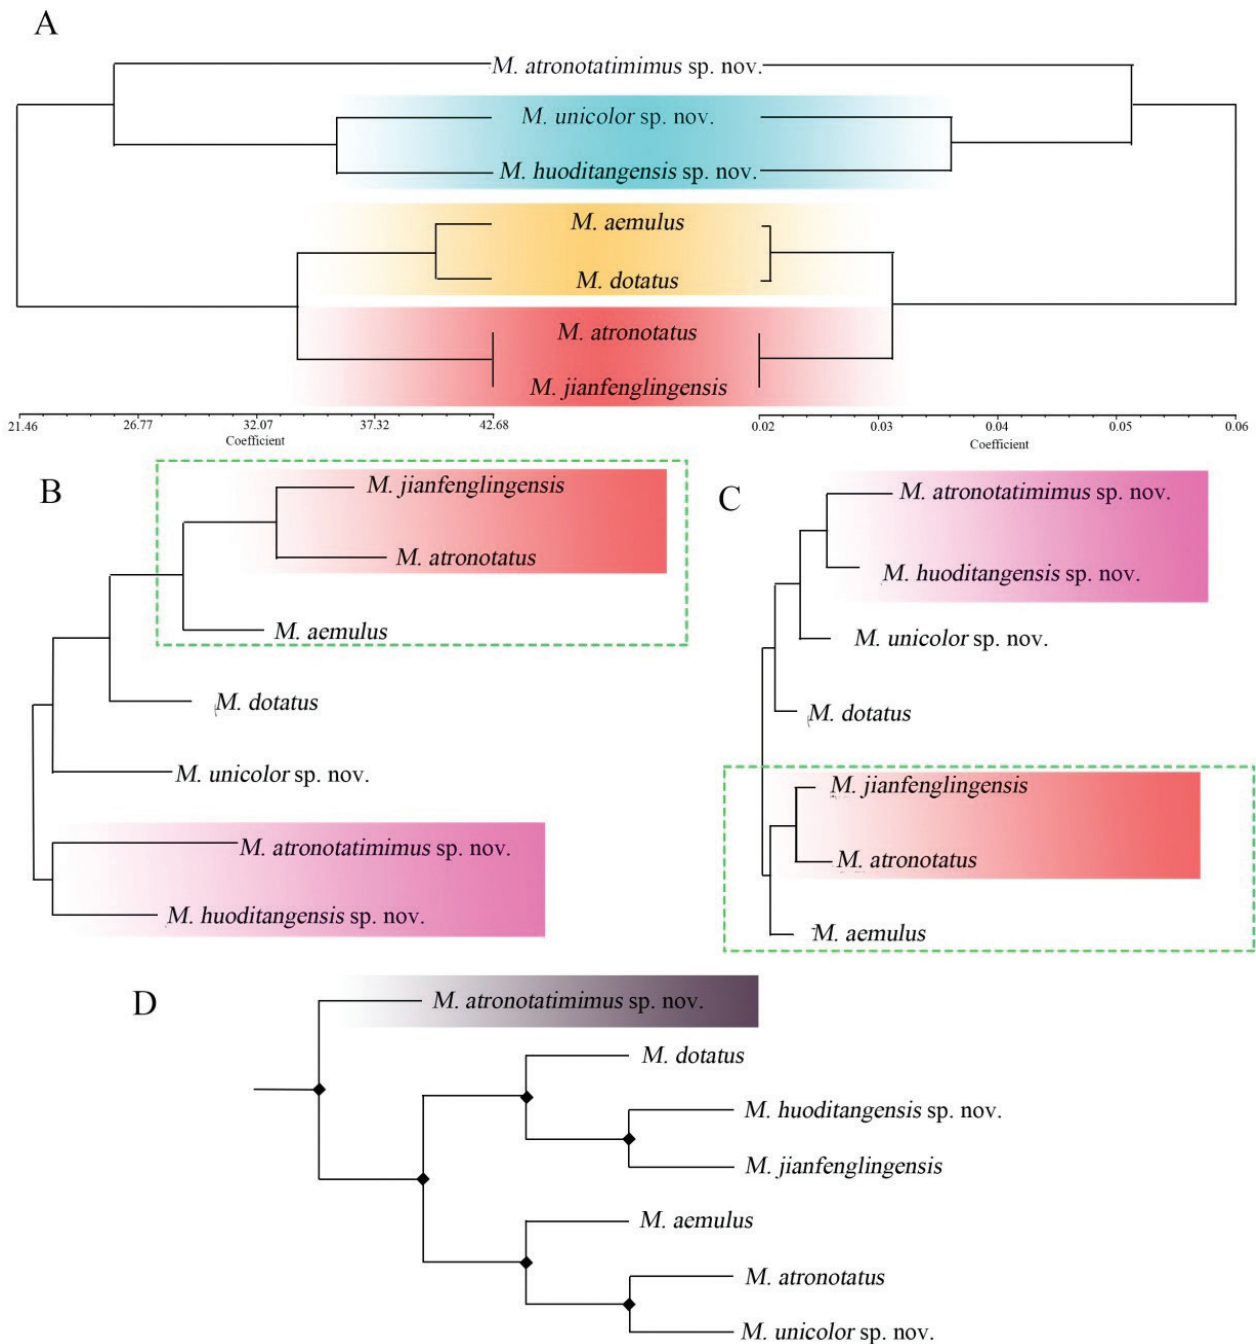 A
M. atronotatimimus sp. nov.
M. unicolor sp. nov.
M. huoditangensis sp. nov.
M. aemulus
M. dotatus
M. atronotatus
M. jianfenglingensis
21.46 26.77 32.07 37.32 42.68 0.02 0.03 0.04 0.05 0.06
Coefficient Coefficient
B
M. jianfenglingensis
M. atronotatus
M. aemulus
M. dotatus
M. unicolor sp. nov.
M. atronotatimimus sp. nov.
M. huoditangensis sp. nov.
C
M. atronotatimimus sp. nov.
M. huoditangensis sp. nov.
M. unicolor sp. nov.
M. dotatus
M. jianfenglingensis
M. atronotatus
M. aemulus
D
M. atronotatimimus sp. nov.
M. dotatus
M. huoditangensis sp. nov.
M. jianfenglingensis
M. aemulus
M. atronotatus
M. unicolor sp. nov.